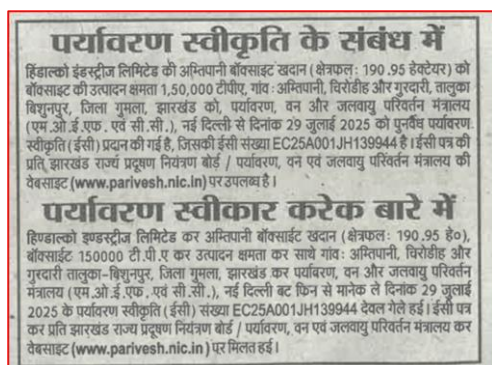 पर्यावरण स्वीकृति के संबंध में
हिंडाल्को इंडस्ट्रीज लिमिटेड की अम्तिपानी बॉक्साइट खदान (क्षेत्रफल: 190.95 हेक्टेयर) को
बॉक्साइट की उत्पादन क्षमता 1,50,000 टीपीए, गांव: अम्तिपानी, चिरोडीह और गुरदारी, तालुका
बिशुनपुर, जिला गुमला, झारखंड को, पर्यावरण, वन और जलवायु परिवर्तन मंत्रालय
(एम.ओ.ई.एफ. एवं सी.सी.), नई दिल्ली से दिनांक 29 जुलाई 2025 को पुनर्वैध पर्यावरण
स्वीकृति (ईसी) प्रदान की गई है, जिसकी ईसी संख्या EC25A001JH139944 है। ईसी पत्र की
प्रति झारखंड राज्य प्रदूषण नियंत्रण बोर्ड / पर्यावरण, वन एवं जलवायु परिवर्तन मंत्रालय की
वेबसाइट (www.parivesh.nic.in) पर उपलब्ध है।
पर्यावरण स्वीकार करेक बारे में
हिण्डाल्को इण्डस्ट्रीज लिमिटेड कर अम्तिपानी बॉक्साईट खदान (क्षेत्रफल: 190.95 हे०),
बॉक्साईट 150000 टी.पी.ए कर उत्पादन क्षमता कर साथे गांव: अम्तिपानी, चिरोडीह और
गुरदारी तालुका-बिशुनपुर, जिला गुमला, झारखंड कर पर्यावरण, वन और जलवायु परिवर्तन
मंत्रालय (एम.ओ.ई.एफ.एवं सी.सी.), नई दिल्ली बट फिन से मानेक ले दिनांक 29 जुलाई
2025 के पर्यावरण स्वीकृति (ईसी) संख्या EC25A001JH139944 देवल गेले हई। ईसी पत्र
कर प्रति झारखंड राज्य प्रदूषण नियंत्रण बोर्ड / पर्यावरण, वन एवं जलवायु परिवर्तन मंत्रालय कर
वेबसाइट (www.parivesh.nic.in) पर मिलत हई।